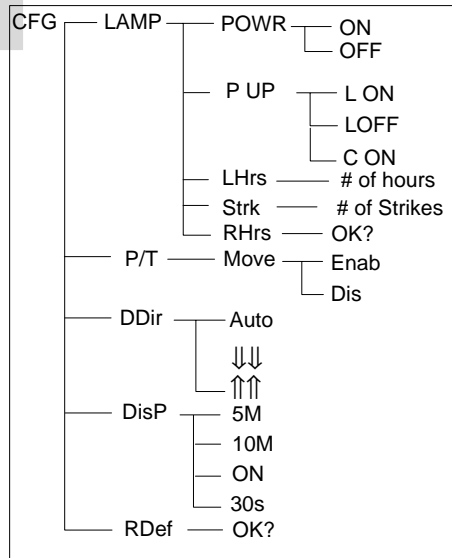 CFG LAMP POWR ON
OFF
P UP L ON
LOFF
C ON
LHrs # of hours
Strk # of Strikes
RHrs OK?
P/T Move Enab
Dis
DDir Auto
⇓⇓
⇑⇑
DisP 5M
10M
ON
30s
RDef OK?